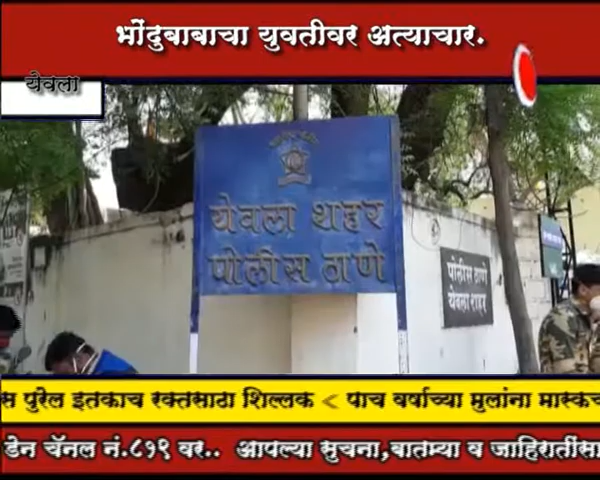 भोंदुबाबाचा युवतीवर अत्याचार.
येवला
येवला शहर
पोलीस ठाणे
पोलीस ठाणे
येवला शहर
स पुरेल इतकाच रक्तसाठा शिल्लक < पाच वर्षाच्या मुलांना मास्कच
डेन चॅनल नं.८१९ वर.. आपल्या सुचना,बातम्या व जाहिरातींसा